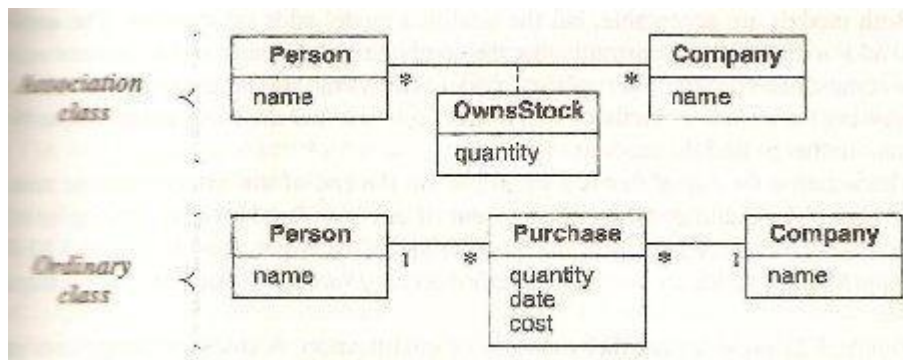 Person
Company
Association
class
*
*
name
name
OwnsStock
quantity
Person
Purchase
Company
Ordinary
class
1
*
*
1
name
quantity
name
date
cost